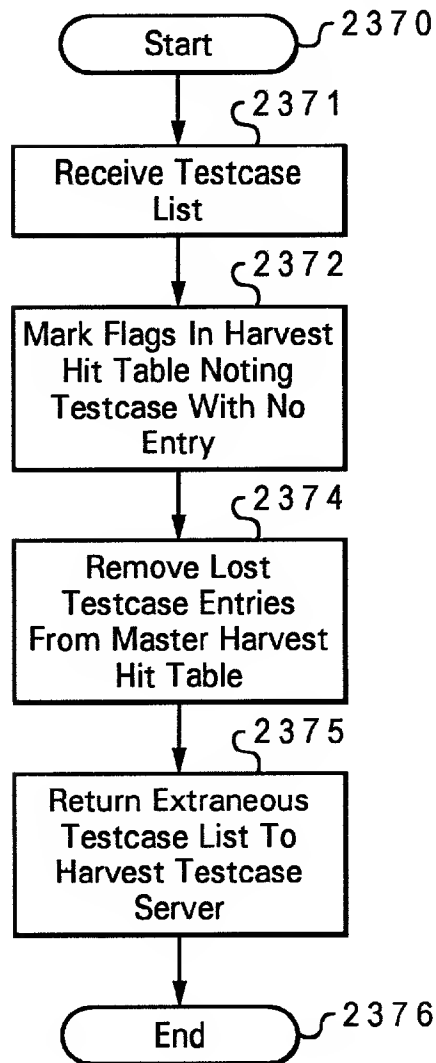 Start
2370
2371
Receive Testcase
List
2372
Mark Flags In Harvest
Hit Table Noting
Testcase With No
Entry
2374
Remove Lost
Testcase Entries
From Master Harvest
Hit Table
2375
Return Extraneous
Testcase List To
Harvest Testcase
Server
End
2376